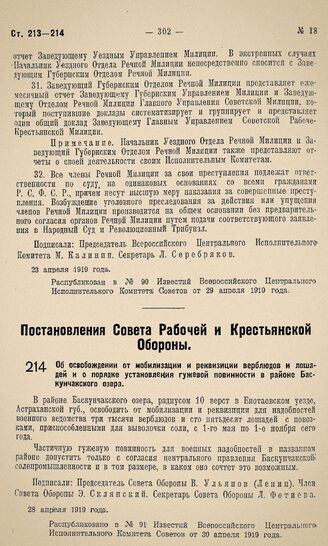 Ст. 213—214 — 302 — № 18
отчет Заведующему Уездным Управлением Милиции. В экстренных случаях
Начальник Уездного Отдела Речной Милиции непосредственно сносится с Заведующим Губернским Отделом Речной Милиции.
31. Заведующий Губернским Отделом Речной Милиции представляет ежемесячный отчет Заведующему Губернским Управлением Милиции и Заведующему Отделом Речной Милиции Главного Управления Советской Милиции,
который поступившие доклады систематизирует и группирует и представляет
один общий доклад Заведующему Главным Управлением Советской Рабоче-
Крестьянской Милиции.
Примечание. Начальник Уездного Отдела Речной Милиции и Заведующий Губернским Отделом Речной Милиции также представляют отчеты о своей деятельности своим Исполнительным Комитетам.
32. Все члены Речной Милиции за свои преступления подлежат ответственности по суду, на одинаковых основаниях со всеми гражданами
Р. С. Ф. С. Р., причем несут высшую меру наказания за совершенные преступления. Возбуждение уголовного преследования за действия или упущения членов Речной Милиции производится на общем основании без предварительного согласия органов Речной Милиции путем подачи соответствующего заявления в Народный Суд и Революционный Трибунал.
Подписали: Председатель Всероссийского Центрального Исполнительного
Комитета М. Калинин. Секретарь Л. Серебряков.
23 апреля 1919 года.
Распубликован в № 90 Известий Всероссийского Центрального
Исполнительного Комитета Советов от 29 апреля 1919 года.
Постановления Совета Рабочей и Крестьянской
Обороны.
214 Об освобождении от мобилизации и реквизиции верблюдов и лошадей и о порядке установления гужевой повинности в районе Баскунчакского озера.
В районе Баскунчакского озера, радиусом 10 верст в Енотаевском уезде,
Астраханской губ., освободить от мобилизации и реквизиции для надобностей
военного ведомства три тысячи верблюдов и сто пятьдесят лошадей с повозками, приспособленными для выволочки соли, с 1-го мая по 1-е ноября сего
года.
Частичную гужевую повинность для военных надобностей в названном
районе допустить только с согласия центрального правления Баскунчакской
солепромышленности и в том размере, в каком оно сочтет это возможным.
Подписали: Председатель Совета Обороны В. Ульянов (Ленин). Член
Совета Обороны Э. Склянский. Секретарь Совета Обороны Л. Фотиева.
28 апреля 1919 года.
Распубликовано в № 91 Известий Всероссийского Центрального
Исполнительного Комитета Советов от 30 апреля 1919 года.